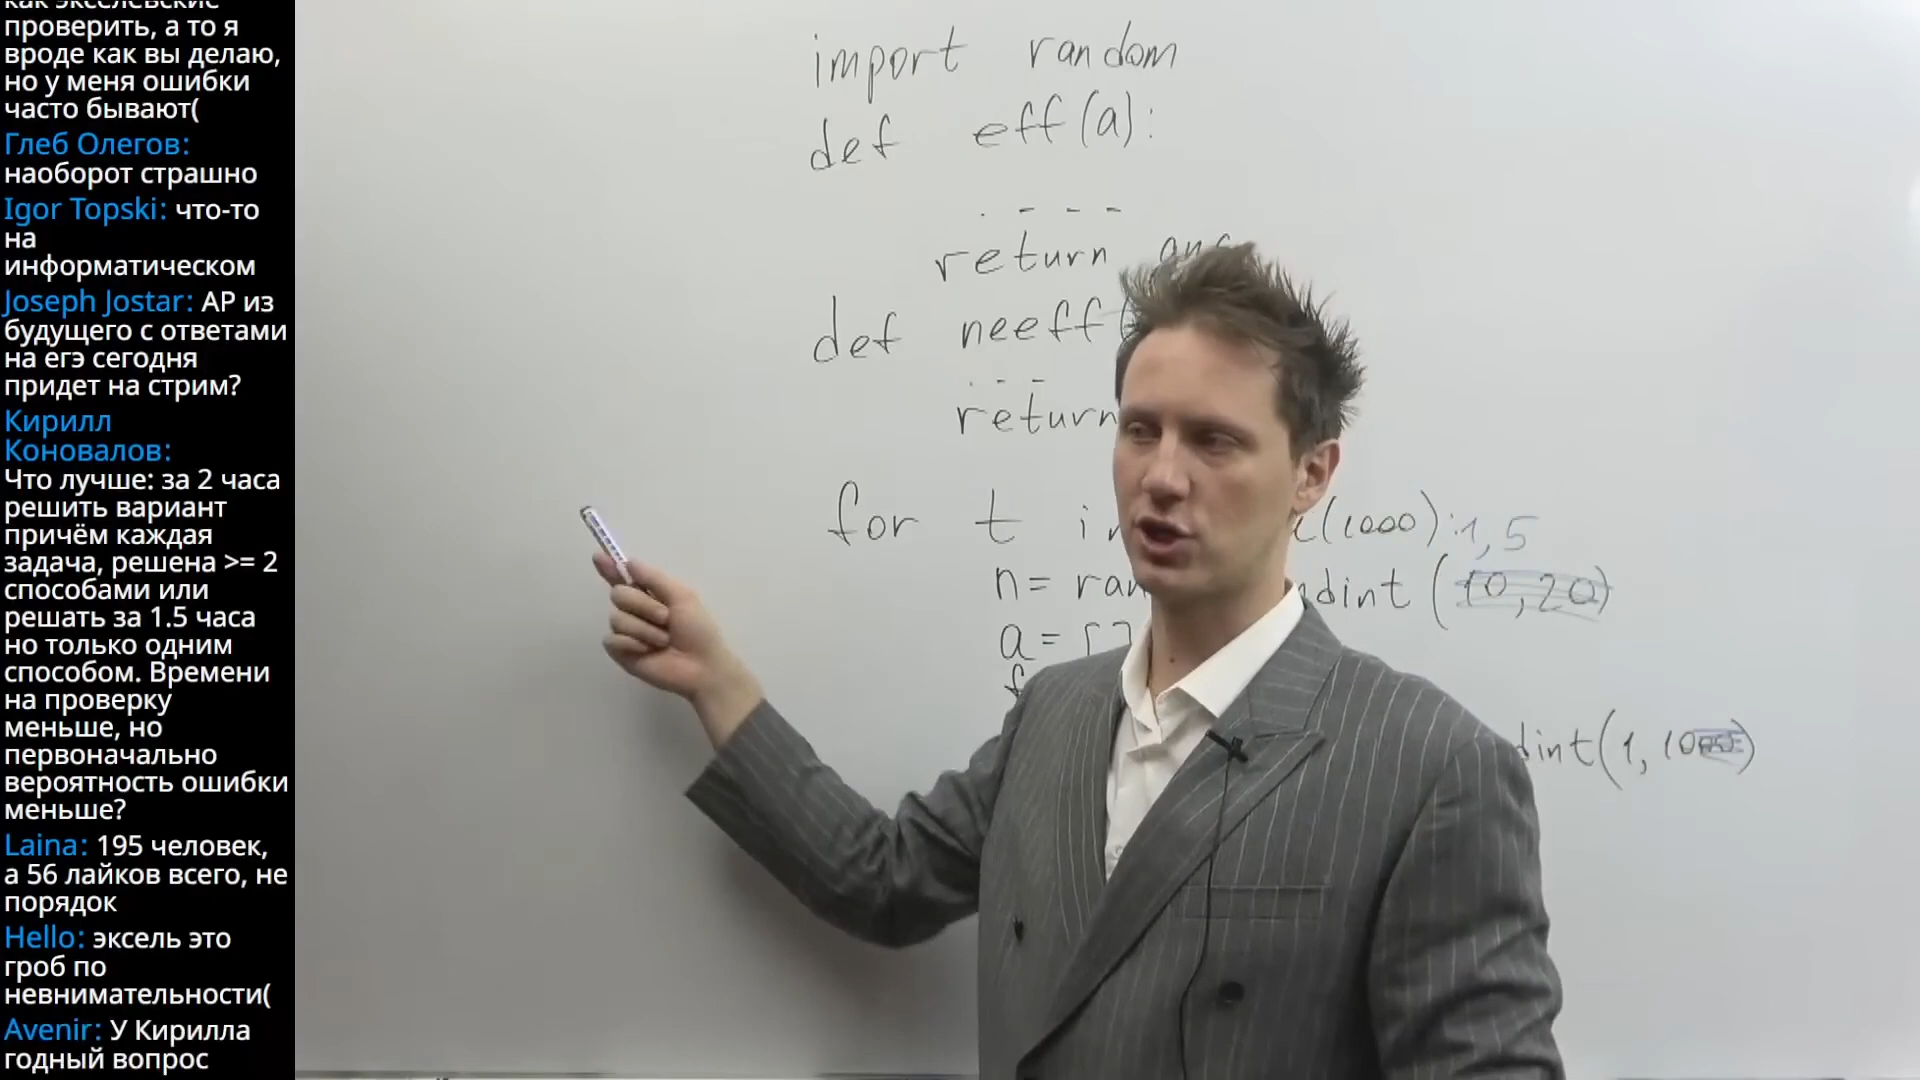 как экселевские
проверить, а то я
вроде как вы делаю,
но у меня ошибки
часто бывают(
Глеб Олегов:
наоборот страшно
Igor Topski: что-то
на
информатическом
Joseph Jostar: АР из
будущего с ответами
на егэ сегодня
придет на стрим?
Кирилл
Коновалов:
Что лучше: за 2 часа
решить вариант
причём каждая
задача, решена >= 2
способами или
решать за 1.5 часа
но только одним
способом. Времени
на проверку
меньше, но
первоначально
вероятность ошибки
меньше?
Laina: 195 человек,
а 56 лайков всего, не
порядок
Hello: эксель это
гроб по
невнимательности(
Avenir: У Кирилла
годный вопрос
import random
def eff(a):
. - - -
return
def neeff(
. - -
return
for t in (1000):1,5
n= dint (10,20)
a= [
dint(1,10